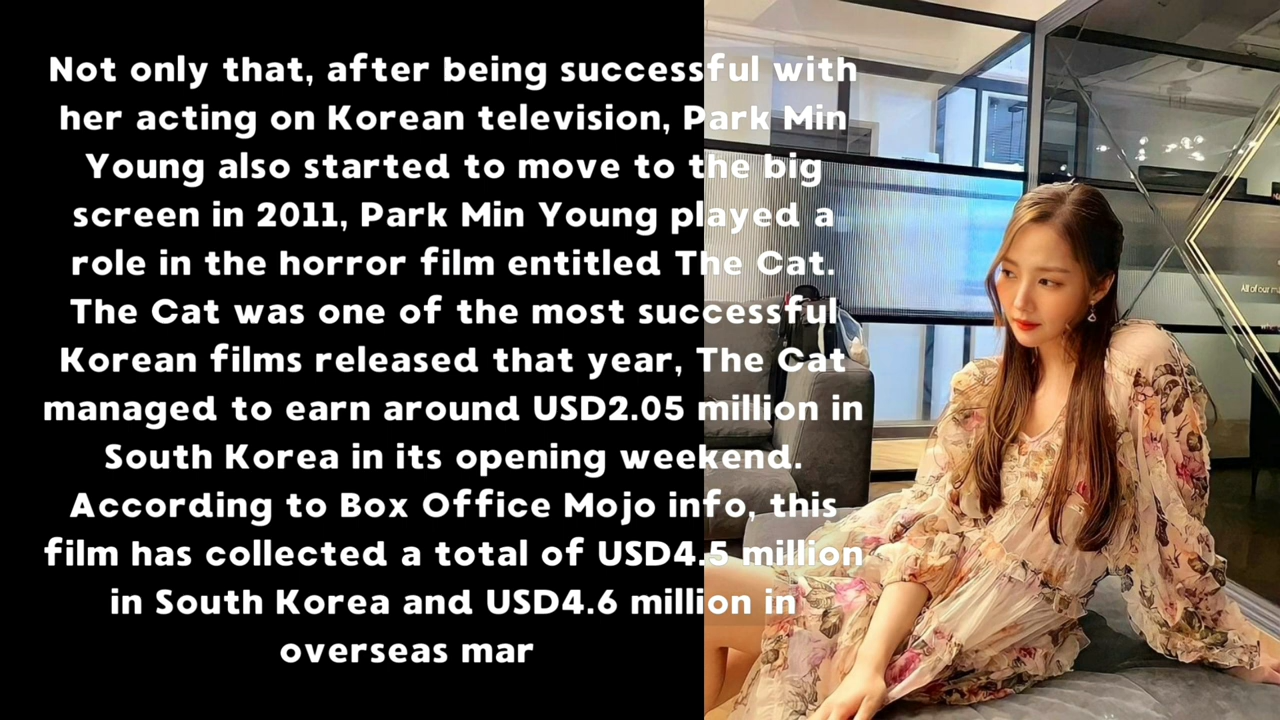 Not only that, after being successful with
her acting on Korean television, Park Min
Young also started to move to the big
screen in 2011, Park Min Young played a
role in the horror film entitled The Cat.
The Cat was one of the most successful
Korean films released that year, The Cat
managed to earn around USD2.05 million in
South Korea in its opening weekend.
According to Box Office Mojo info, this
film has collected a total of USD4.5 million
in South Korea and USD4.6 million in
overseas mar
All of our